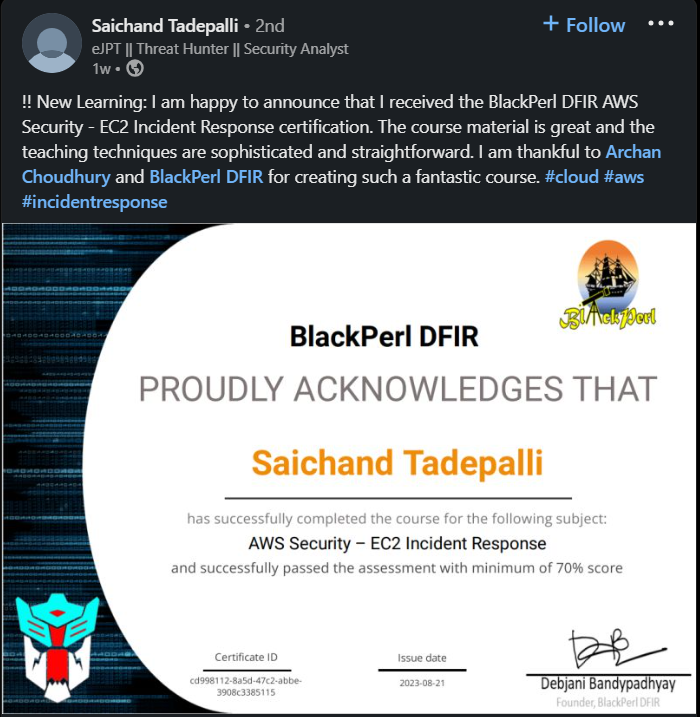 Saichand Tadepalli • 2nd
+ Follow
•••
eJPT || Threat Hunter || Security Analyst
1w •
!! New Learning: I am happy to announce that I received the BlackPerl DFIR AWS
Security - EC2 Incident Response certification. The course material is great and the
teaching techniques are sophisticated and straightforward. I am thankful to Archan
Choudhury and BlackPerl DFIR for creating such a fantastic course. #cloud #aws
#incidentresponse
BlackPerl
BlackPerl DFIR
PROUDLY ACKNOWLEDGES THAT
Saichand Tadepalli
has successfully completed the course for the following subject:
AWS Security – EC2 Incident Response
and successfully passed the assessment with minimum of 70% score
Certificate ID
cd998112-8a5d-47c2-abbe-
3908c3385115
Issue date
2023-08-21
Debjani Bandypadhyay
Founder, BlackPerl DFIR